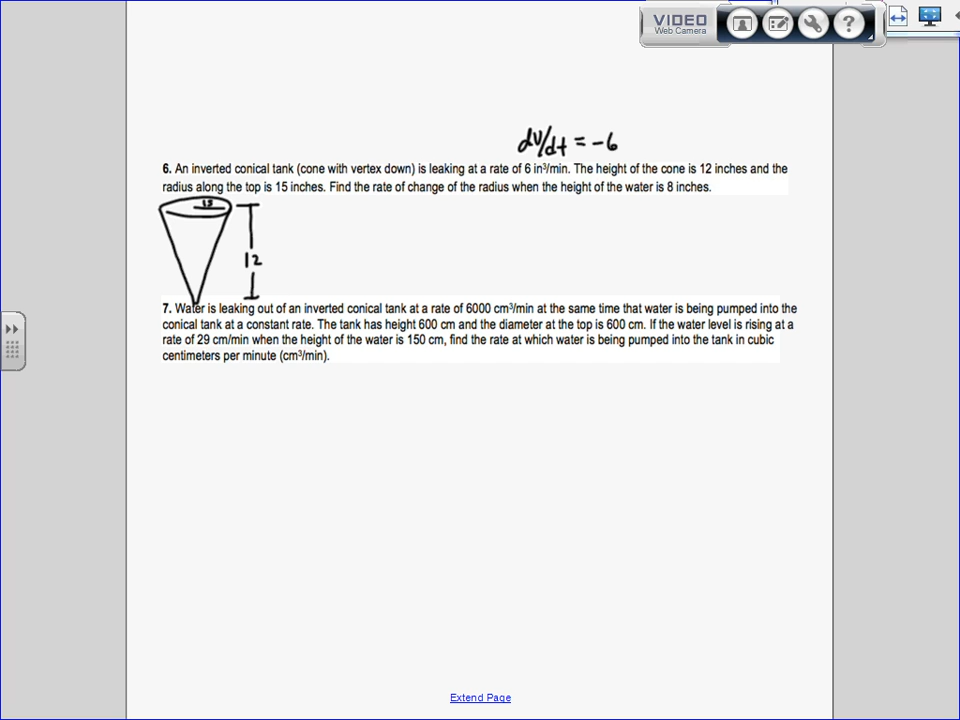 VIDEO
Web Camera
dV/dt = -6
6. An inverted conical tank (cone with vertex down) is leaking at a rate of 6 in³/min. The height of the cone is 12 inches and the
radius along the top is 15 inches. Find the rate of change of the radius when the height of the water is 8 inches.
15
12
7. Water is leaking out of an inverted conical tank at a rate of 6000 cm³/min at the same time that water is being pumped into the
conical tank at a constant rate. The tank has height 600 cm and the diameter at the top is 600 cm. If the water level is rising at a
rate of 29 cm/min when the height of the water is 150 cm, find the rate at which water is being pumped into the tank in cubic
centimeters per minute (cm³/min).
Extend Page